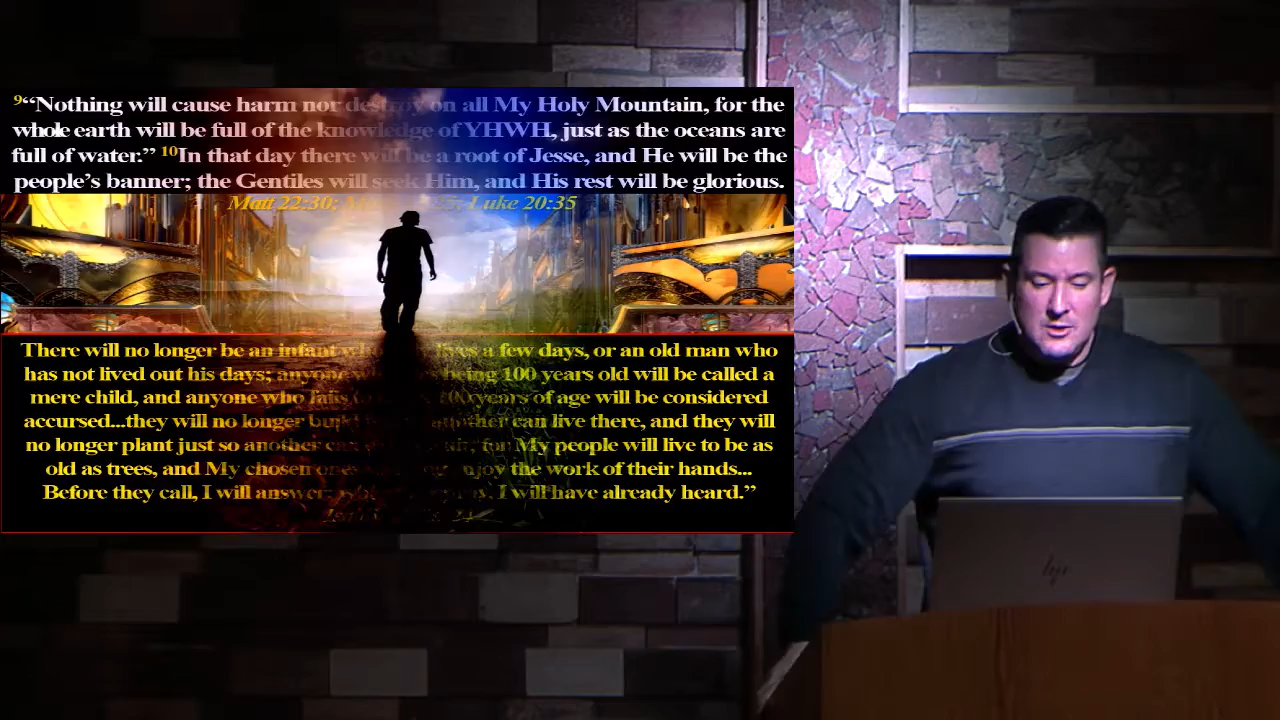 ⁹“Nothing will cause harm nor destroy on all My Holy Mountain, for the
whole earth will be full of the knowledge of YHWH, just as the oceans are
full of water.” ¹⁰In that day there will be a root of Jesse, and He will be the
people’s banner; the Gentiles will seek Him, and His rest will be glorious.
Matt 22:30; Luke 20:35
There will no longer be an infant lives a few days, or an old man who
has not lived out his days; anyone being 100 years old will be called a
mere child, and anyone who fails 100 years of age will be considered
accursed...they will no longer build another can live there, and they will
no longer plant just so another can for My people will live to be as
old as trees, and My chosen ones enjoy the work of their hands...
Before they call, I will answer; I will have already heard.”
hp